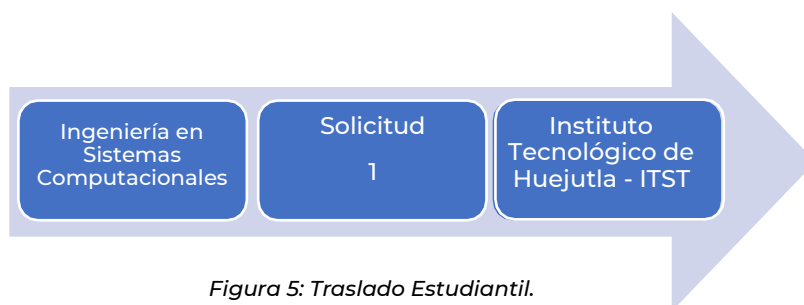 Ingeniería en
Sistemas
Computacionales
Solicitud
1
Instituto
Tecnológico de
Huejutla - ITST
Figura 5: Traslado Estudiantil.